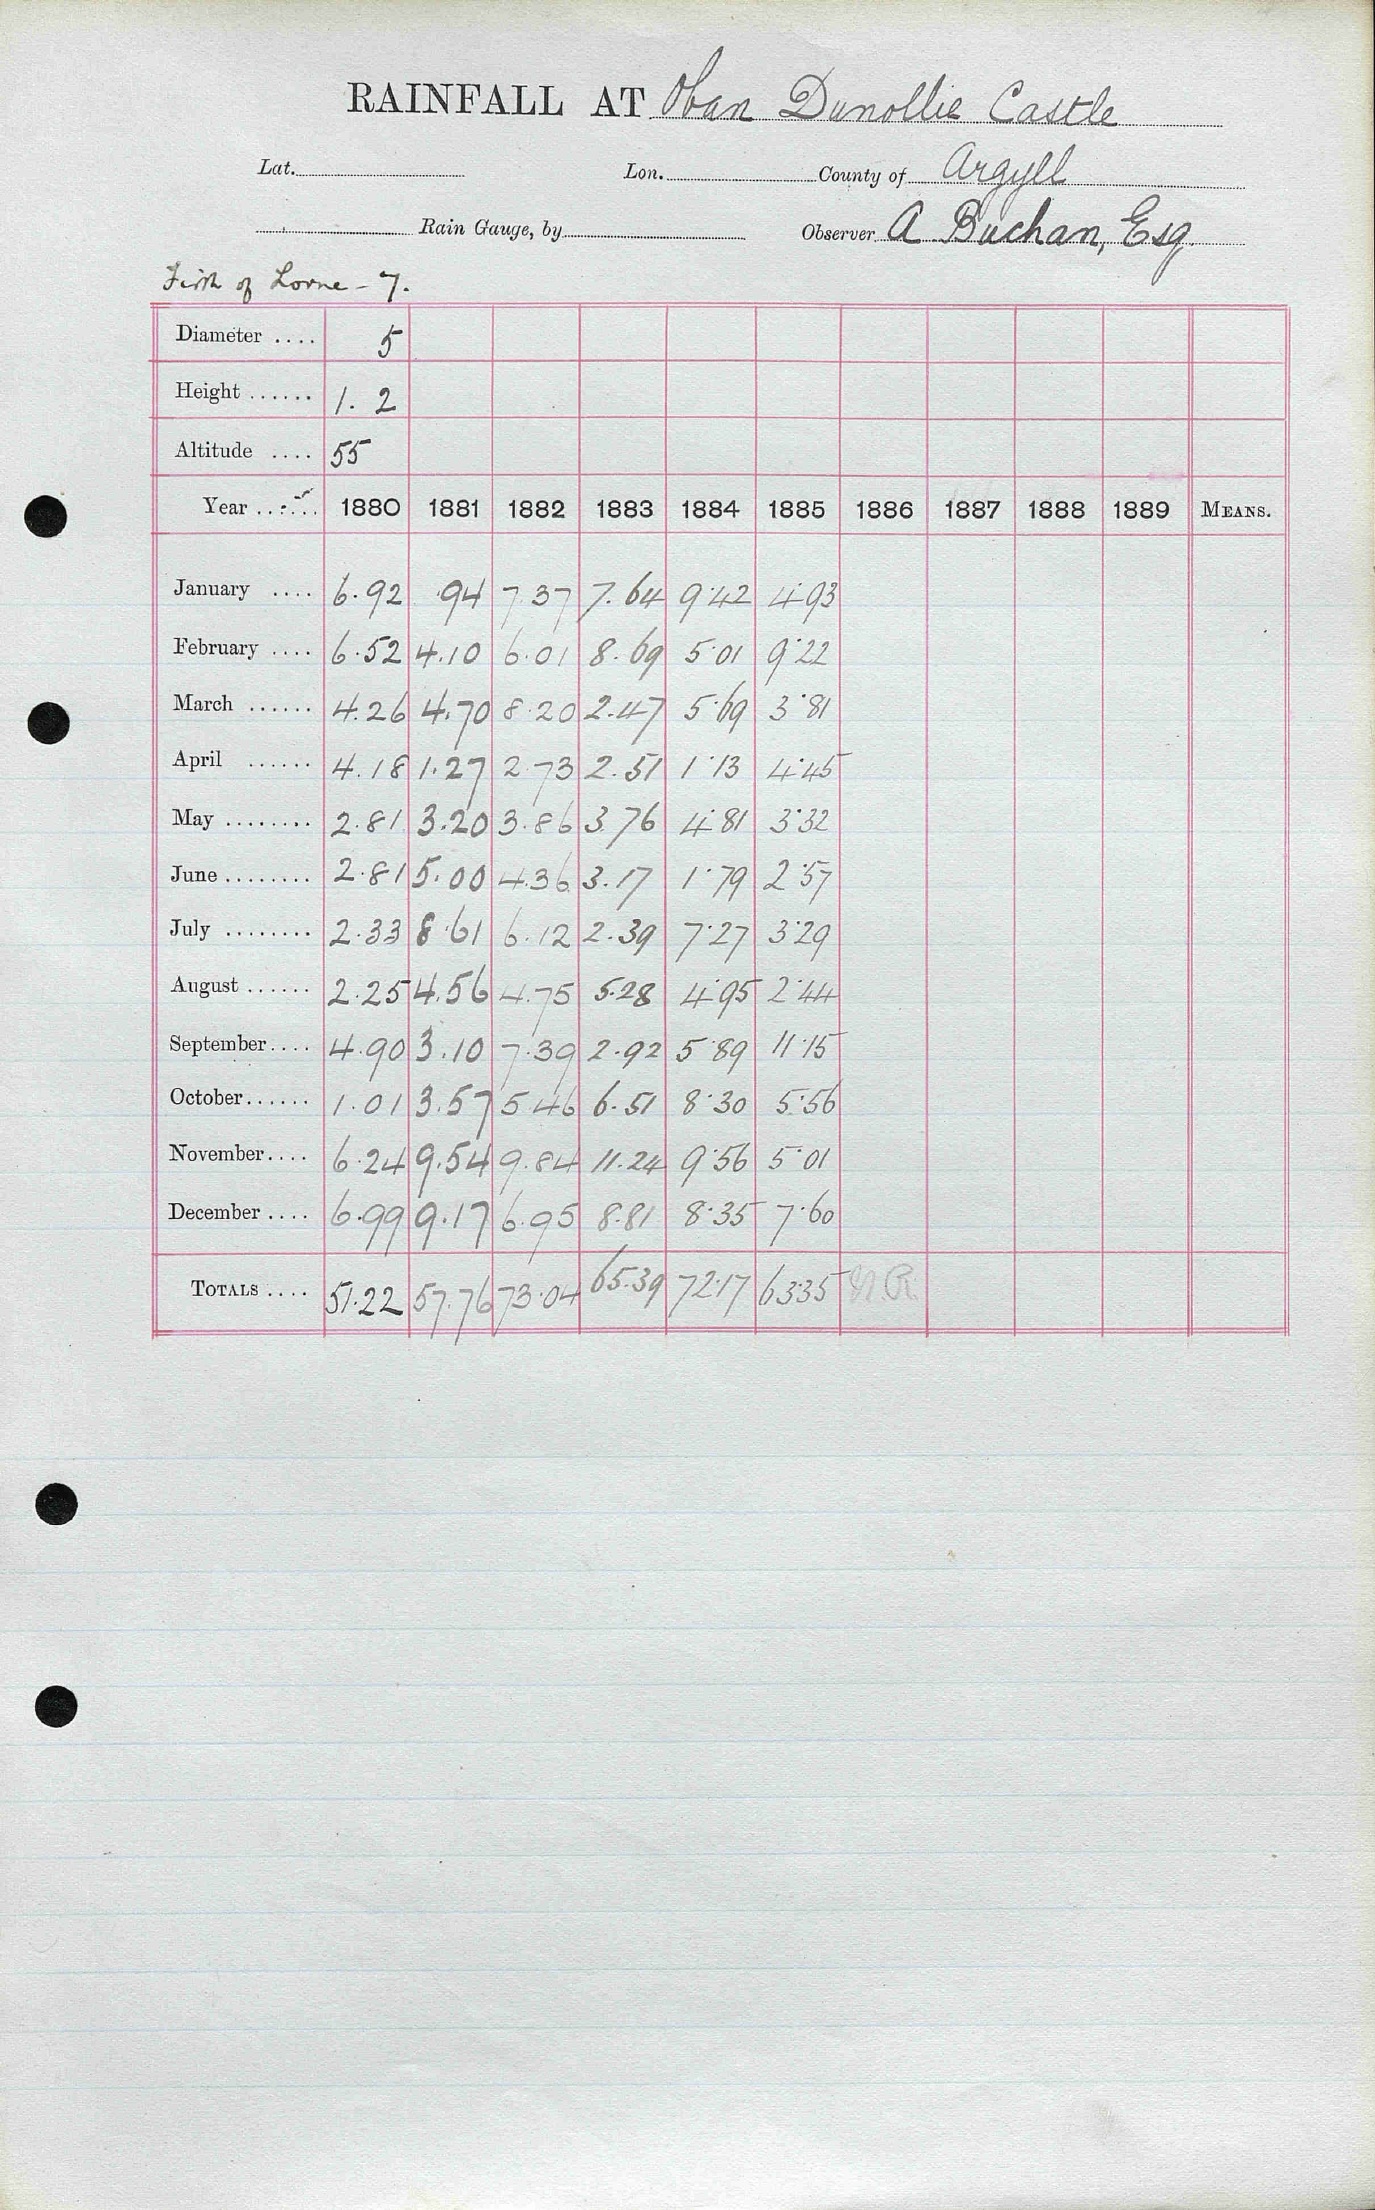 RAINFALL AT Oban Dunollie Castle
Lat. Lon. County of Argyll
Rain Gauge, by Observer A Buchan, Esq
Firth of Lorne - 7.
Diameter .... 5
Height ...... 1. 2
Altitude .... 55
Year ...... 1880 1881 1882 1883 1884 1885 1886 1887 1888 1889 MEANS.
January .... 6.92 .94 7.37 7.64 9.42 4.93
February .... 6.52 4.10 6.01 8.69 5.01 9.22
March ...... 4.26 4.70 8.20 2.47 5.69 3.81
April ...... 4.18 1.27 2.73 2.51 1.13 4.45
May ........ 2.81 3.20 3.86 3.76 4.81 3.32
June ........ 2.81 5.00 4.36 3.17 1.79 2.57
July ........ 2.33 8.61 6.12 2.39 7.27 3.29
August ...... 2.25 4.56 4.75 5.28 4.95 2.44
September .... 4.90 3.10 7.39 2.92 5.89 11.15
October ...... 1.01 3.57 5.46 6.51 8.30 5.56
November .... 6.24 9.54 9.84 11.24 9.56 5.01
December .... 6.99 9.17 6.95 8.81 8.35 7.60
TOTALS .... 51.22 57.76 73.04 65.39 72.17 63.35 N.R.